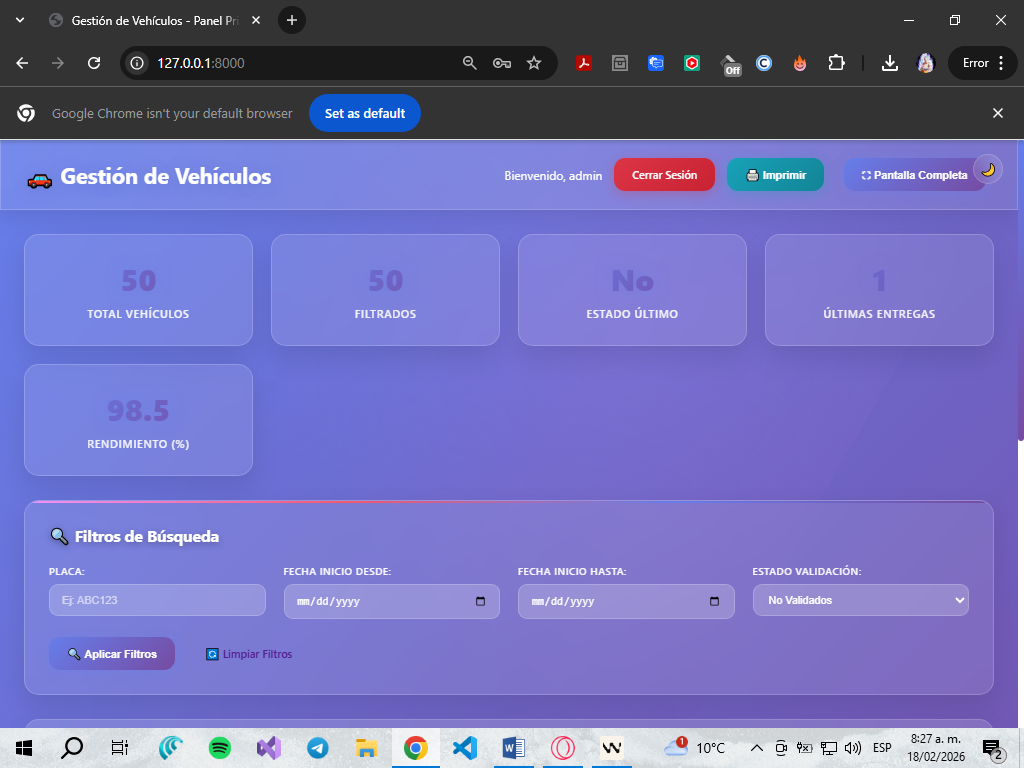 Gestión de Vehículos - Panel Pri
127.0.0.1:8000
Off
Error
Google Chrome isn't your default browser
Set as default
Gestión de Vehículos
Bienvenido, admin
Cerrar Sesión
Imprimir
Pantalla Completa
50
TOTAL VEHÍCULOS
50
FILTRADOS
No
ESTADO ÚLTIMO
1
ÚLTIMAS ENTREGAS
98.5
RENDIMIENTO (%)
Filtros de Búsqueda
PLACA:
Ej: ABC123
FECHA INICIO DESDE:
mm/dd/yyyy
FECHA INICIO HASTA:
mm/dd/yyyy
ESTADO VALIDACIÓN:
No Validados
Aplicar Filtros
Limpiar Filtros
1
10°C
ESP
8:27 a. m.
18/02/2026
2